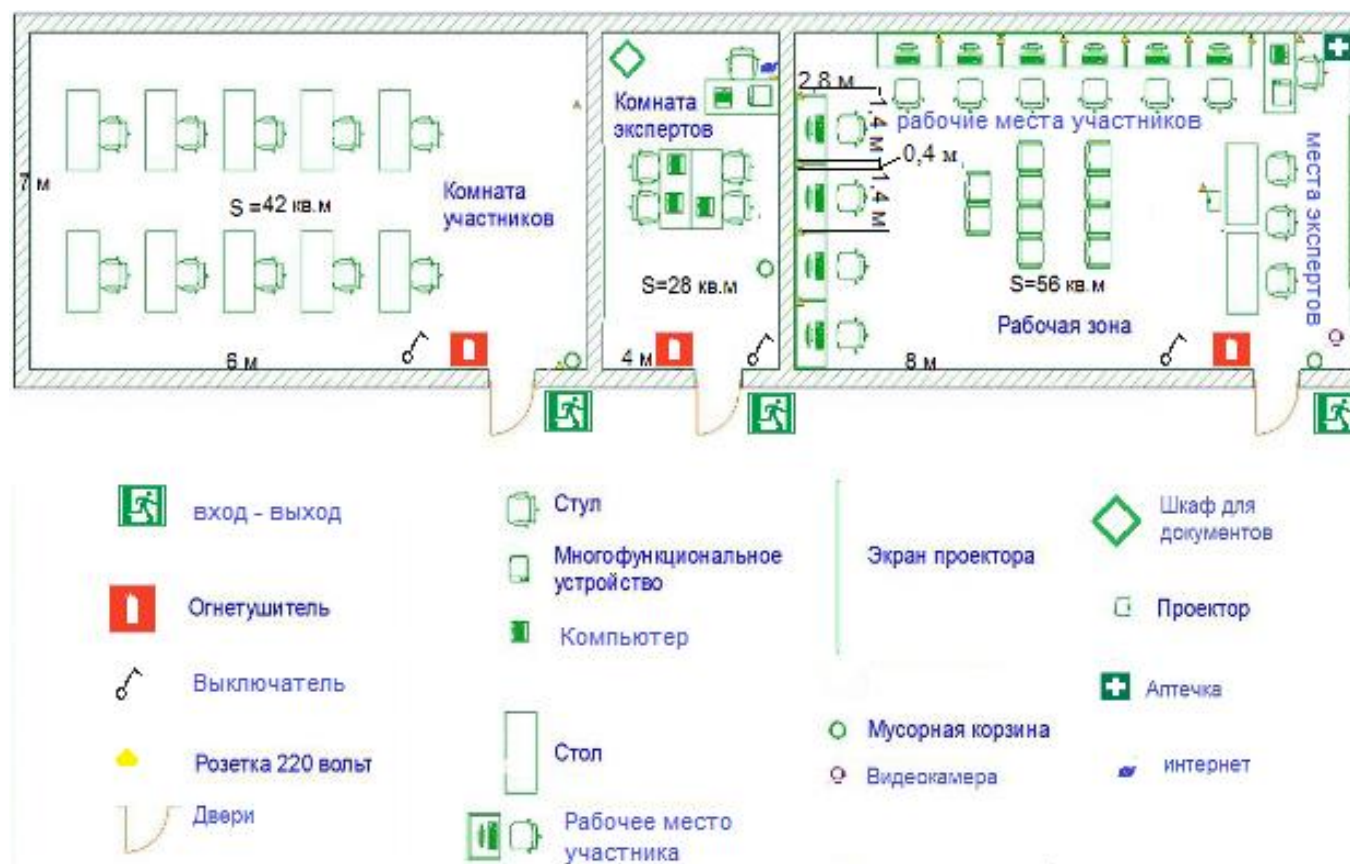 2,8 м
Комната
экспертов
1,4 м
рабочие места участников
0,4 м
1,4 м
места экспертов
7 м
S =42 кв.м
Комната
участников
S=28 кв.м
S=56 кв.м
Рабочая зона
6 м
4 м
8 м
вход - выход
Огнетушитель
Выключатель
Розетка 220 вольт
Двери
Стул
Многофункциональное
устройство
Компьютер
Стол
Рабочее место
участника
Экран проектора
Мусорная корзина
Видеокамера
Шкаф для
документов
Проектор
Аптечка
интернет